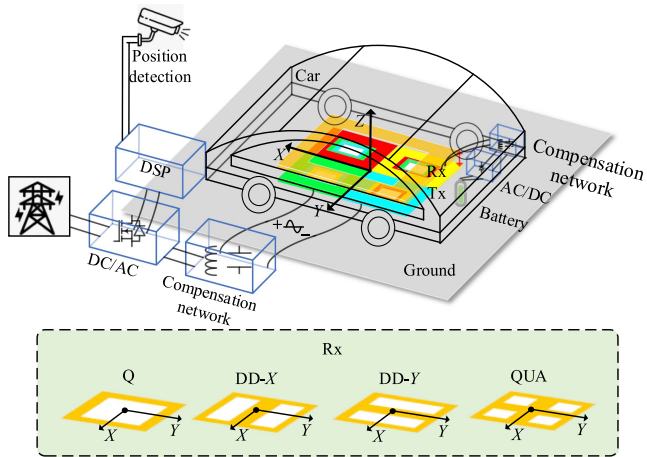 Position
detection
Car
Z
DSP
X
Rx
Tx
Compensation
network
AC/DC
Y
Battery
+
-
DC/AC
Compensation
network
Ground
Rx
Q
DD-X
DD-Y
QUA
X
Y
X
Y
X
Y
X
Y